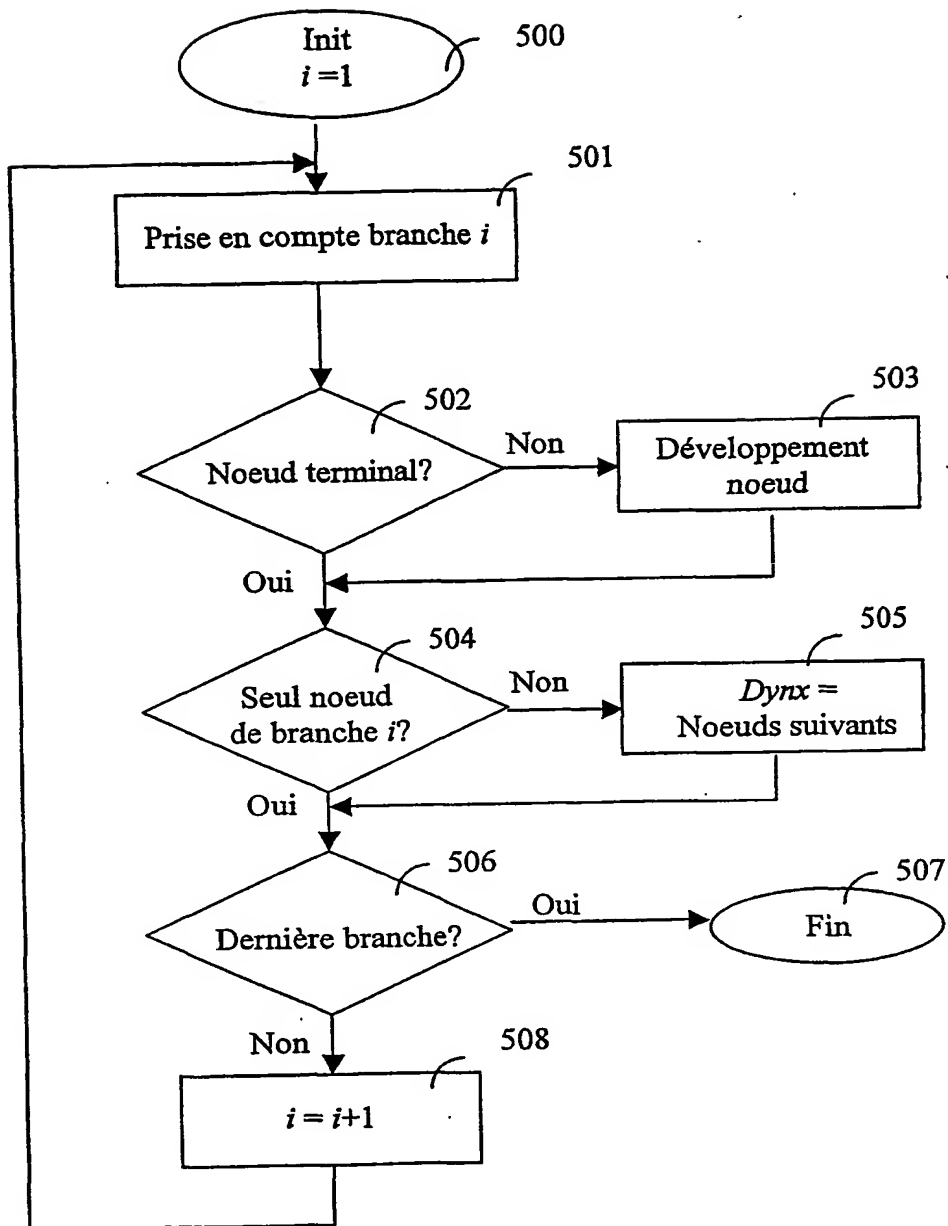 Init
i =1
500
501
Prise en compte branche i
502
Noeud terminal?
Non
503
Développement
noeud
Oui
504
Seul noeud
de branche i?
Non
505
Dynx =
Noeuds suivants
Oui
506
Dernière branche?
Oui
507
Fin
Non
508
i = i+1